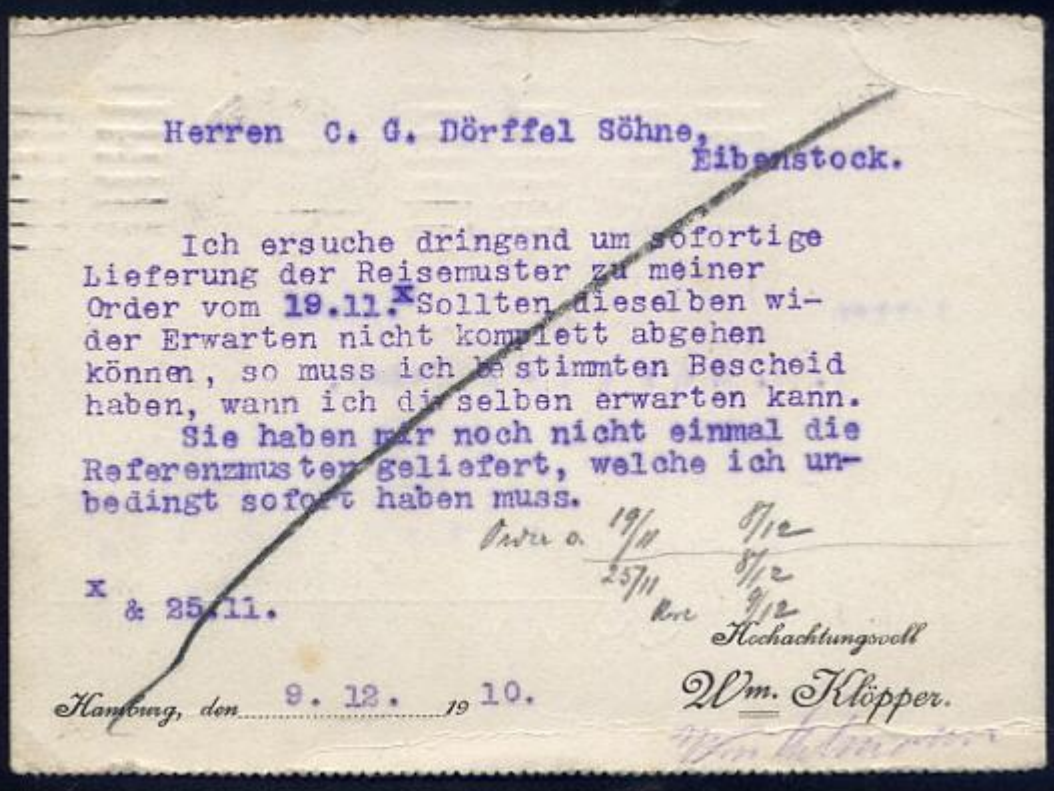 Herren C. G. Dörffel Söhne,
Eibenstock.
Ich ersuche dringend um sofortige
Lieferung der Reisemuster zu meiner
Order vom 19.11.x Sollten dieselben wi-
der Erwarten nicht komplett abgehen
können, so muss ich bestimmten Bescheid
haben, wann ich dieselben erwarten kann.
Sie haben mir noch nicht einmal die
Referenzmuster geliefert, welche ich un-
bedingt sofort haben muss.
19/11 8/12
25/11 8/12
9/12
x & 25.11.
Hochachtungsvoll
Hamburg, den 9. 12. 19 10.
Wm. Klöpper.